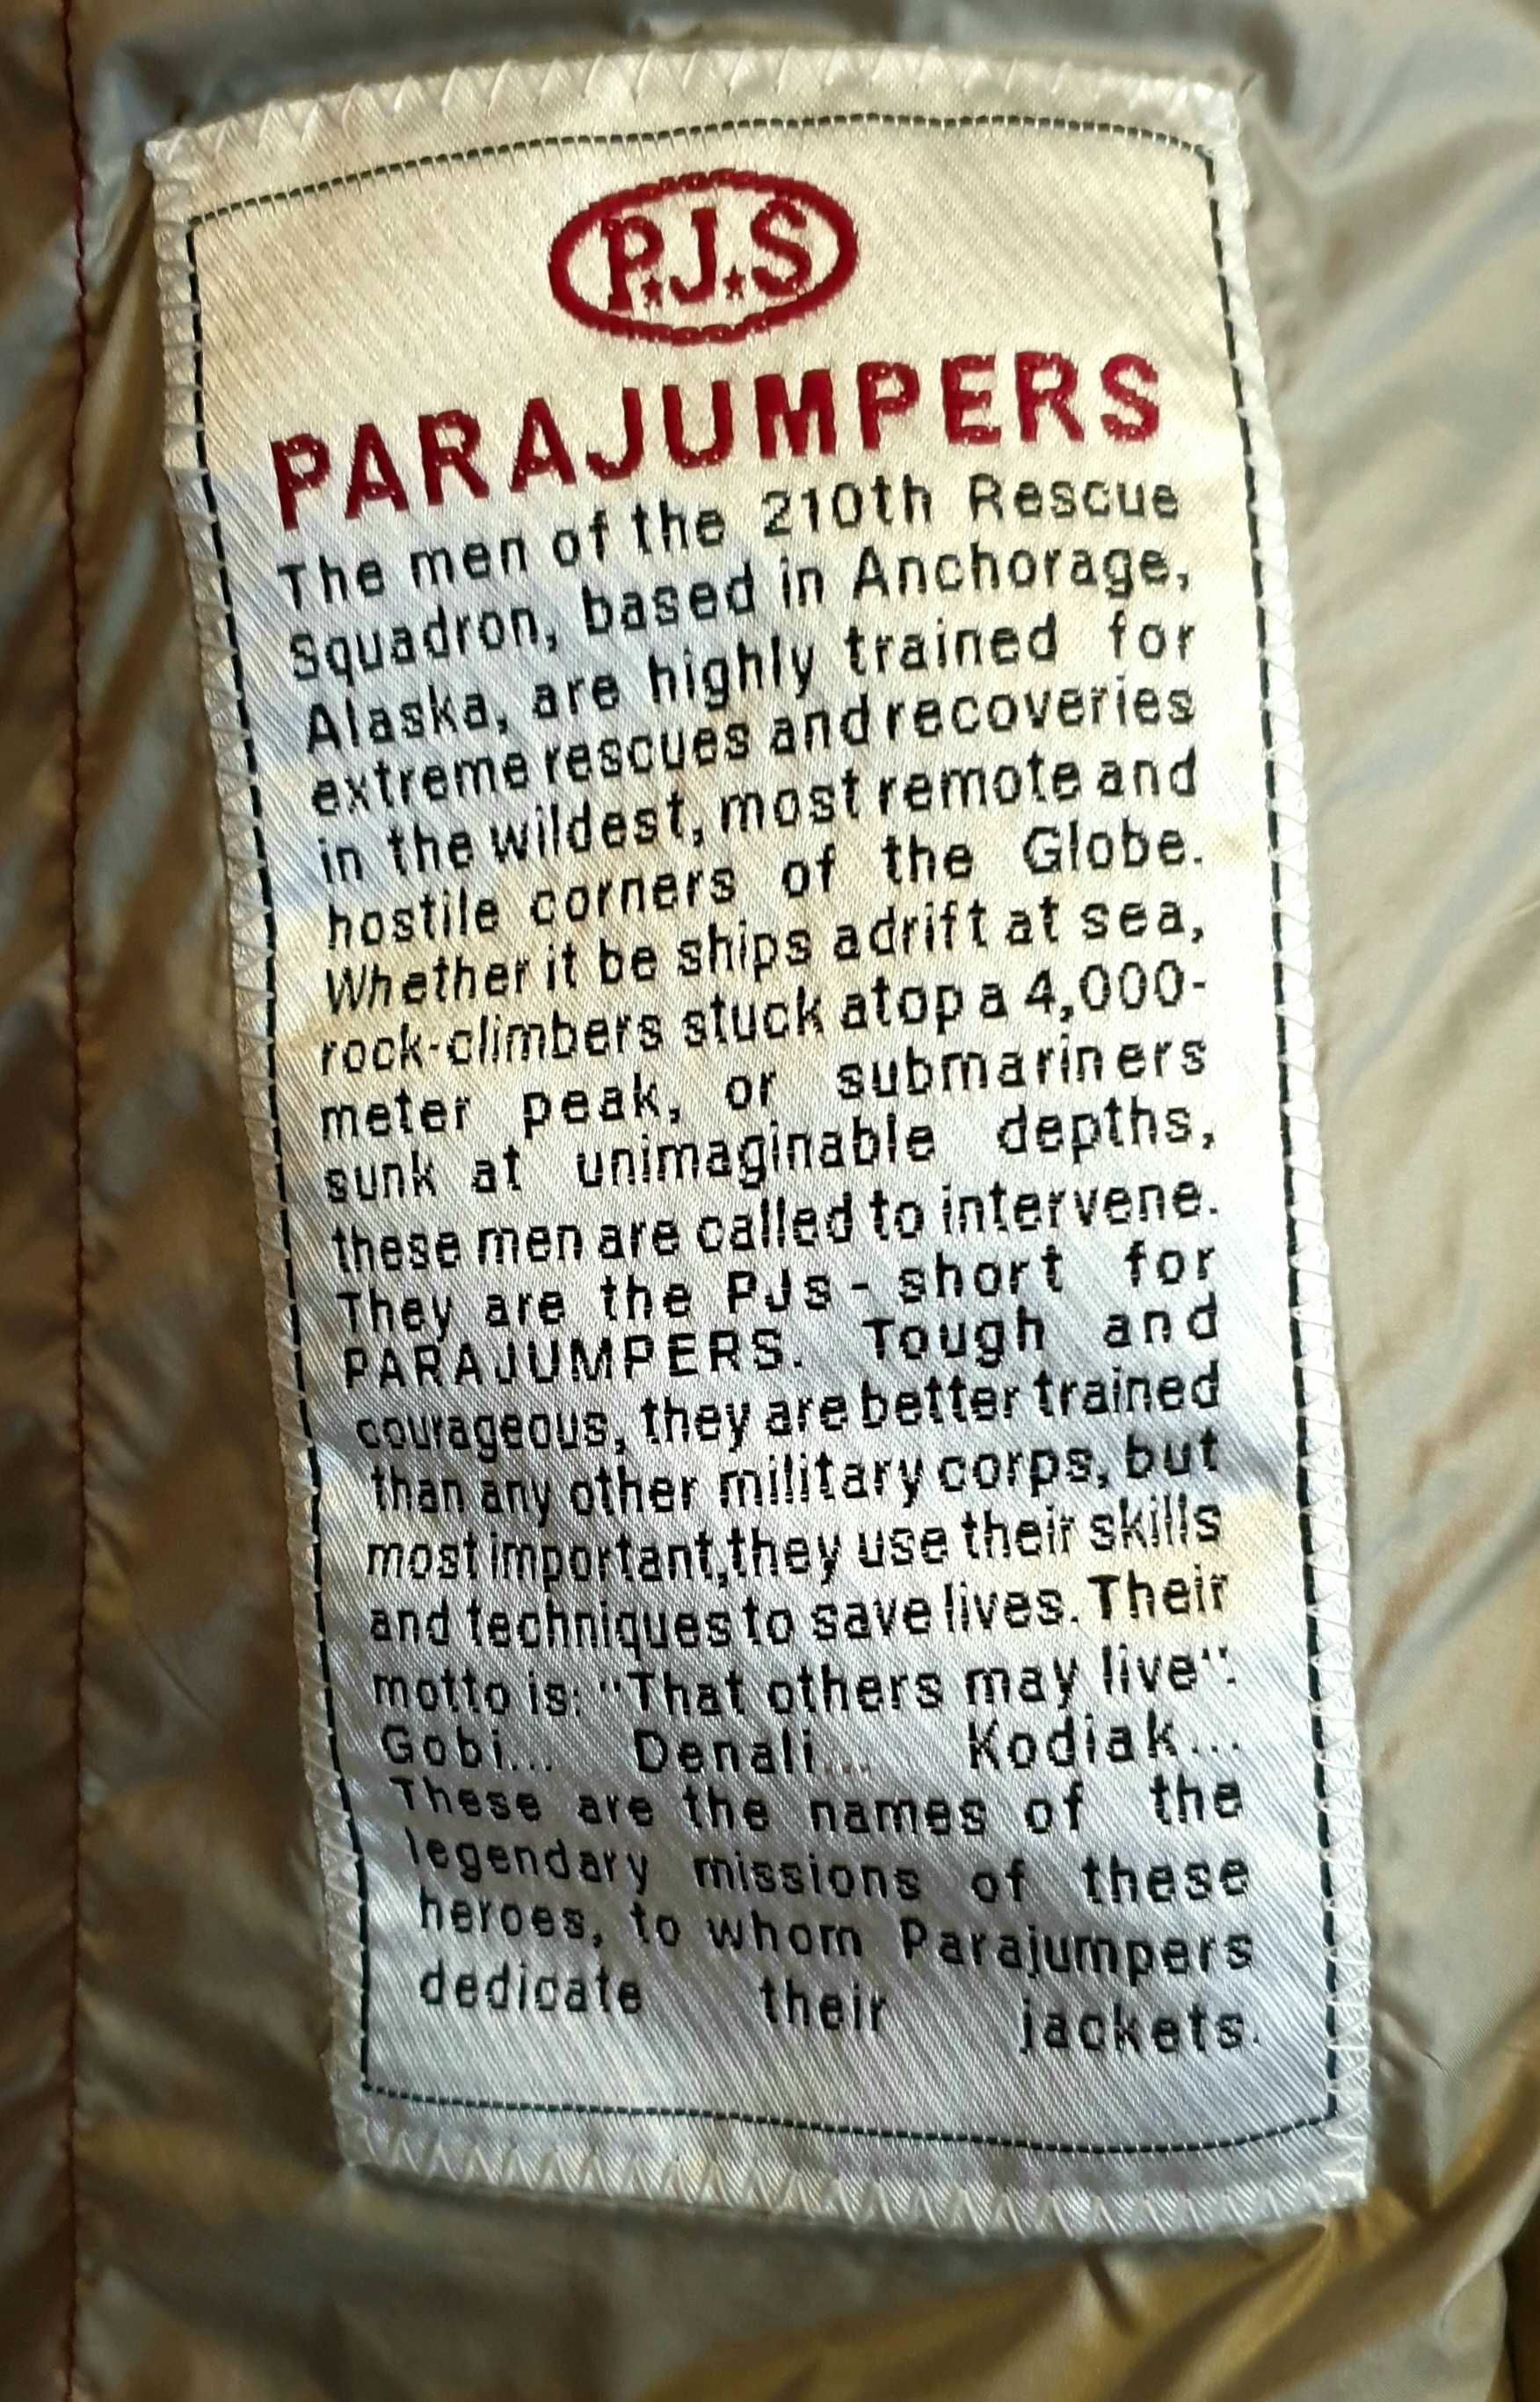 P.J.S
PARAJUMPERS
The men of the 210th Rescue
Squadron, based in Anchorage,
Alaska, are highly trained for
extreme rescues and recoveries
in the wildest, most remote and
hostile corners of the Globe.
Whether it be ships adrift at sea,
rock-climbers stuck atop a 4,000-
meter peak, or submariners
sunk at unimaginable depths,
these men are called to intervene.
They are the PJs - short for
PARAJUMPERS. Tough and
courageous, they are better trained
than any other military corps, but
most important,they use their skills
and techniques to save lives. Their
motto is: "That others may live".
Gobi... Denali... Kodiak...
These are the names of the
legendary missions of these
heroes, to whom Parajumpers
dedicate their jackets.